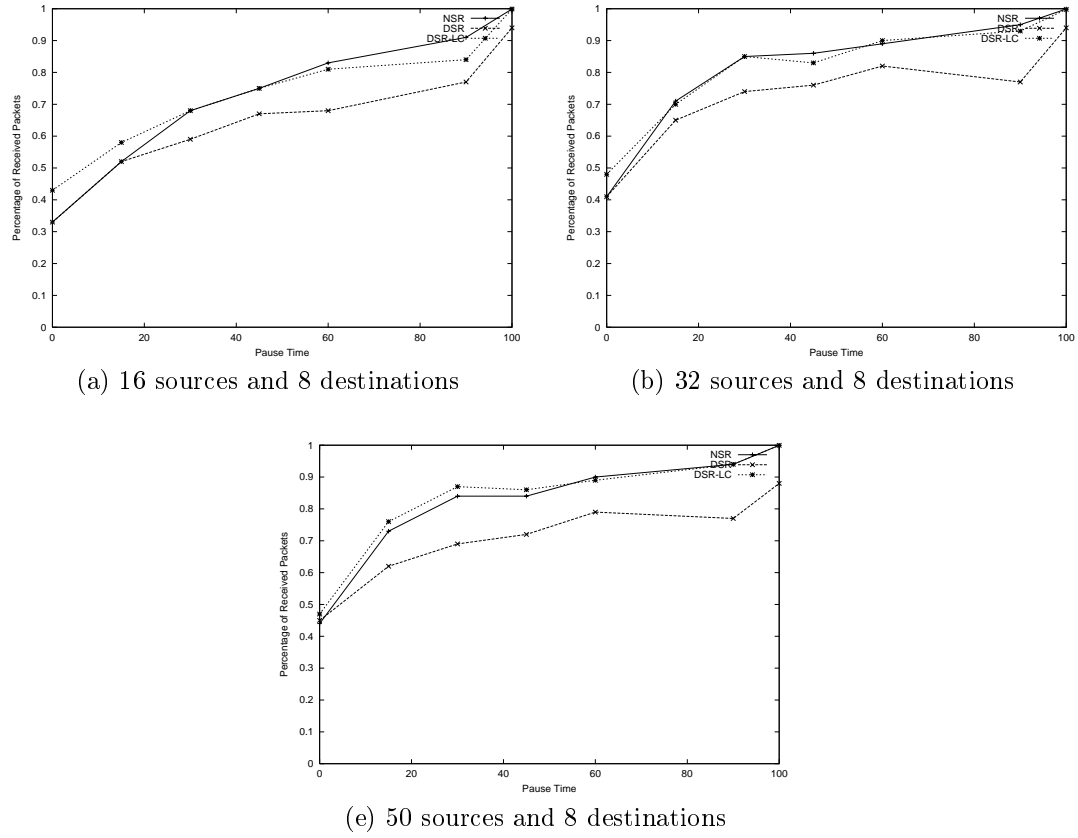 1
0.9
0.8
0.7
0.6
0.5
0.4
0.3
0.2
0.1
0
Percentage of Received Packets
0 20 40 60 80 100
Pause Time
NSR
DSR
DSR-LC
(a) 16 sources and 8 destinations
1
0.9
0.8
0.7
0.6
0.5
0.4
0.3
0.2
0.1
0
Percentage of Received Packets
0 20 40 60 80 100
Pause Time
NSR
DSR
DSR-LC
(b) 32 sources and 8 destinations
1
0.9
0.8
0.7
0.6
0.5
0.4
0.3
0.2
0.1
0
Percentage of Received Packets
0 20 40 60 80 100
Pause Time
NSR
DSR
DSR-LC
(e) 50 sources and 8 destinations